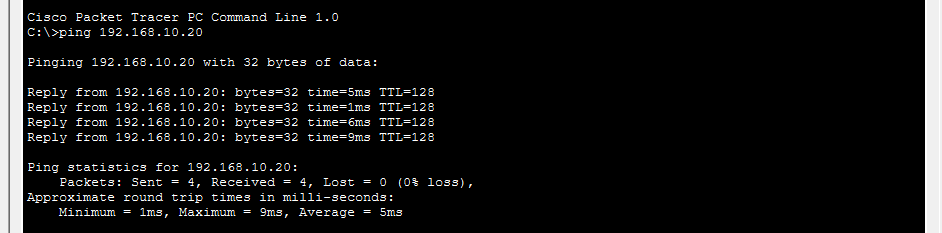 Cisco Packet Tracer PC Command Line 1.0
C:\>ping 192.168.10.20
Pinging 192.168.10.20 with 32 bytes of data:
Reply from 192.168.10.20: bytes=32 time=5ms TTL=128
Reply from 192.168.10.20: bytes=32 time=1ms TTL=128
Reply from 192.168.10.20: bytes=32 time=6ms TTL=128
Reply from 192.168.10.20: bytes=32 time=9ms TTL=128
Ping statistics for 192.168.10.20:
Packets: Sent = 4, Received = 4, Lost = 0 (0% loss),
Approximate round trip times in milli-seconds:
Minimum = 1ms, Maximum = 9ms, Average = 5ms